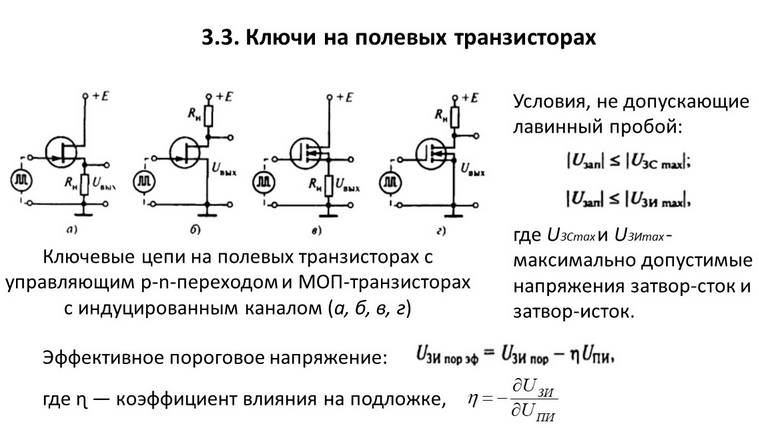 3.3. Ключи на полевых транзисторах
+E
Rн
Uвых
а)
+E
Rн
Uвых
б)
+E
Rн
Uвых
в)
+E
Rн
Uвых
г)
Ключевые цепи на полевых транзисторах с
управляющим p-n-переходом и МОП-транзисторах
с индуцированным каналом (а, б, в, г)
Условия, не допускающие
лавинный пробой:
|Uзап| ≤ |UЗС max|;
|Uзап| ≤ |UЗИ max|,
где UЗСmax и UЗИmax -
максимально допустимые
напряжения затвор-сток и
затвор-исток.
Эффективное пороговое напряжение: UЗИ пор эф = UЗИ пор – ηUПИ,
где ɳ — коэффициент влияния на подложке, η = −∂UЗИ/∂UПИ